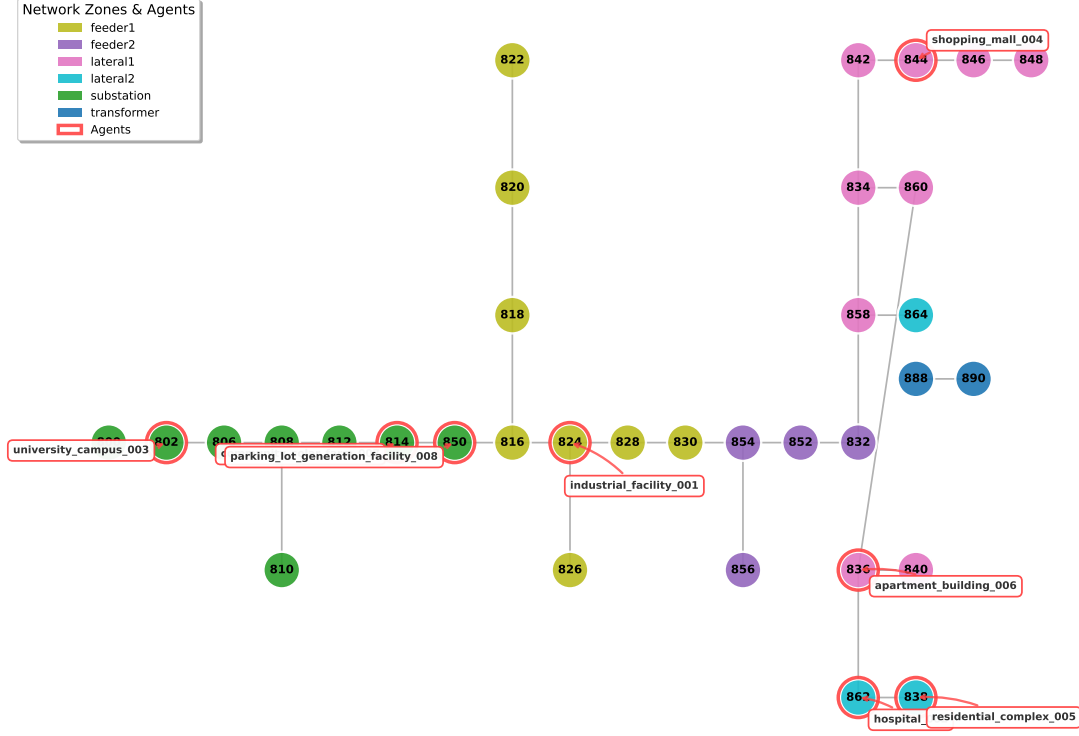 Network Zones & Agents
feeder1
feeder2
lateral1
lateral2
substation
transformer
Agents
shopping_mall_004
822
842
844
846
848
820
834
860
818
858
864
888
890
802
806
808
812
814
850
816
824
828
830
854
852
832
university_campus_003
parking_lot_generation_facility_008
industrial_facility_001
810
826
856
836
840
apartment_building_006
862
838
hospital_
residential_complex_005